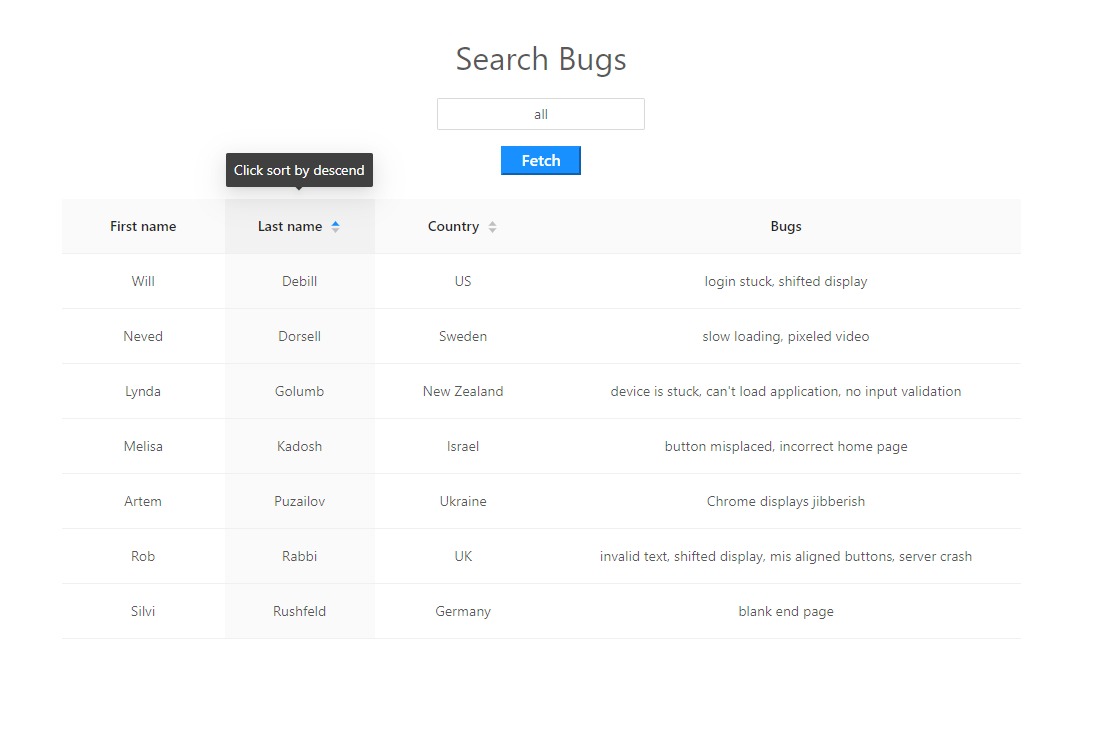 Search Bugs
all
Fetch
Click sort by descend
First name Last name Country Bugs
Will Debill US login stuck, shifted display
Neved Dorsell Sweden slow loading, pixeled video
Lynda Golumb New Zealand device is stuck, can't load application, no input validation
Melisa Kadosh Israel button misplaced, incorrect home page
Artem Puzailov Ukraine Chrome displays jibberish
Rob Rabbi UK invalid text, shifted display, mis aligned buttons, server crash
Silvi Rushfeld Germany blank end page